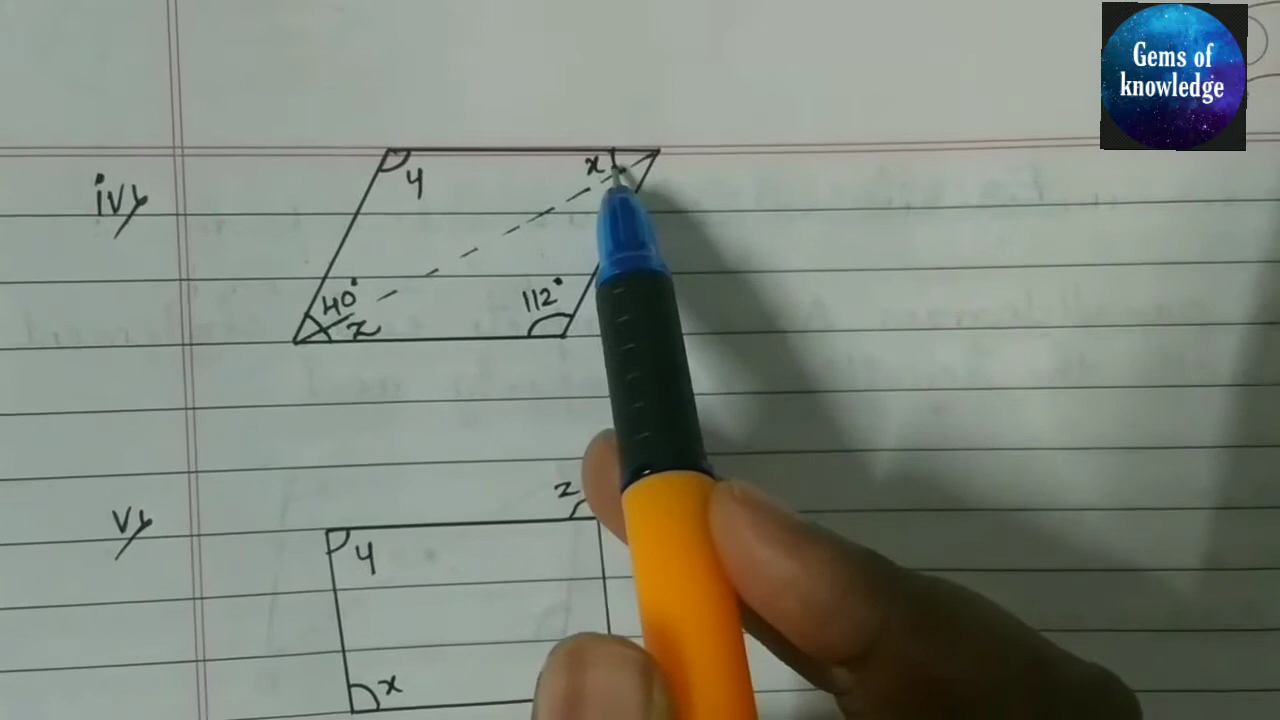 Gems of
knowledge
iv)
y
x
40°
z
112°
v)
z
y
x